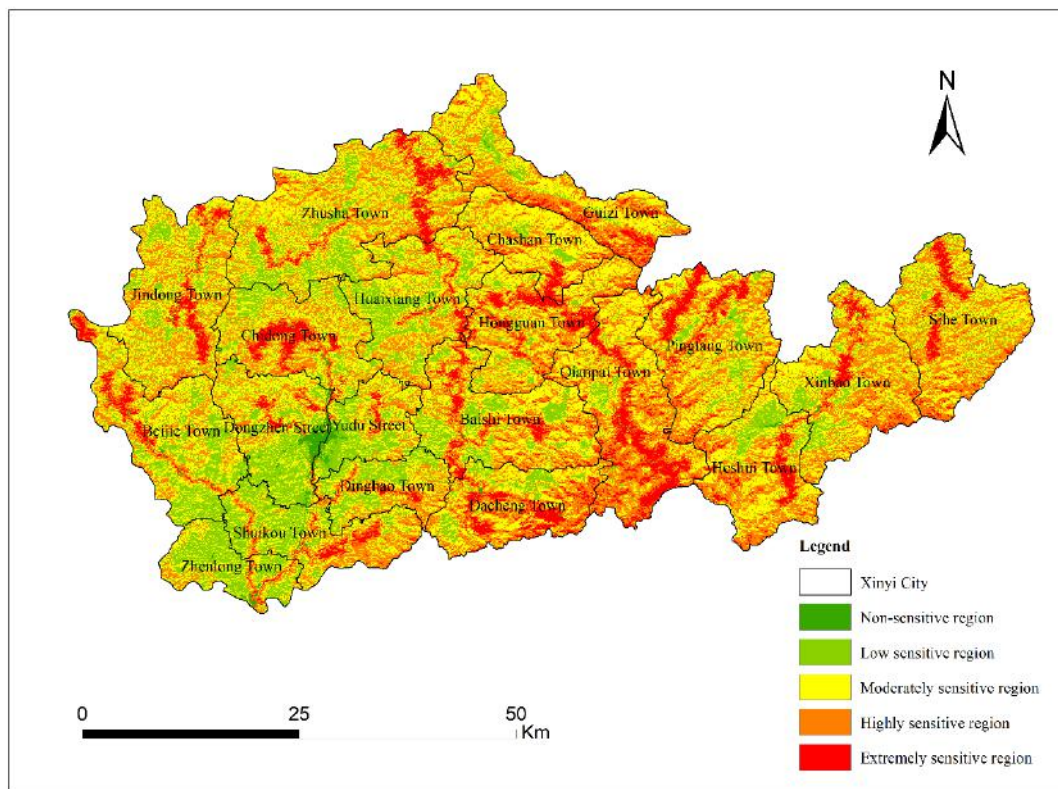 N
Guizi Town
Zhusha Town
Chashan Town
Jindong Town
Huaixiang Town
Sihe Town
Chidong Town
Hongguan Town
Pingtang Town
Qianpai Town
Xinbao Town
Beijie Town
Dongzhen Street
Yudu Street
Baishi Town
Heshui Town
Dinghao Town
Dacheng Town
Shuikou Town
Zhenlong Town
Legend
Xinyi City
Non-sensitive region
Low sensitive region
Moderately sensitive region
Highly sensitive region
Extremely sensitive region
0 25 50
Km